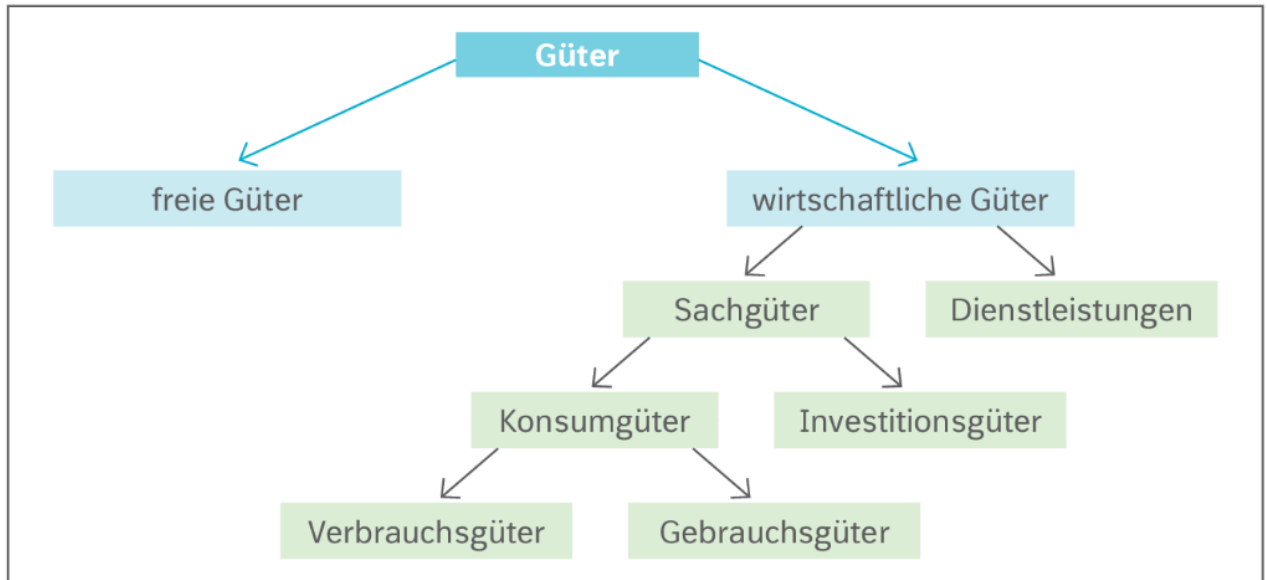 Güter
freie Güter
wirtschaftliche Güter
Sachgüter
Dienstleistungen
Konsumgüter
Investitionsgüter
Verbrauchsgüter
Gebrauchsgüter